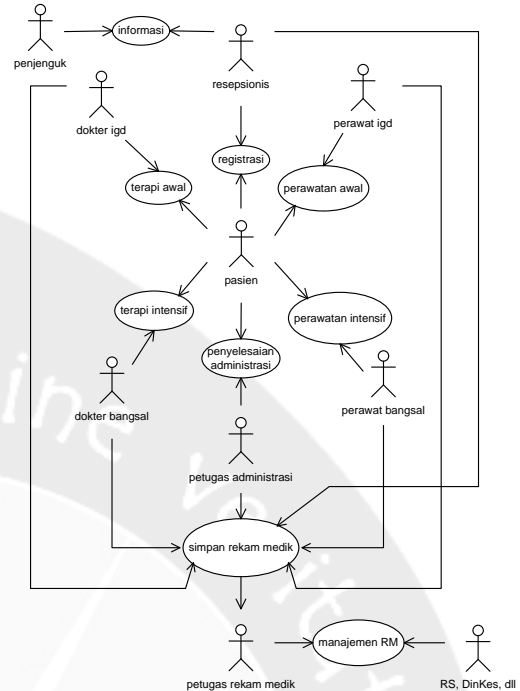 informasi
penjenguk
resepsionis
dokter igd
perawat igd
registrasi
terapi awal
perawatan awal
pasien
terapi intensif
perawatan intensif
penyelesaian
administrasi
dokter bangsal
perawat bangsal
petugas administrasi
simpan rekam medik
manajemen RM
petugas rekam medik
RS, DinKes, dll